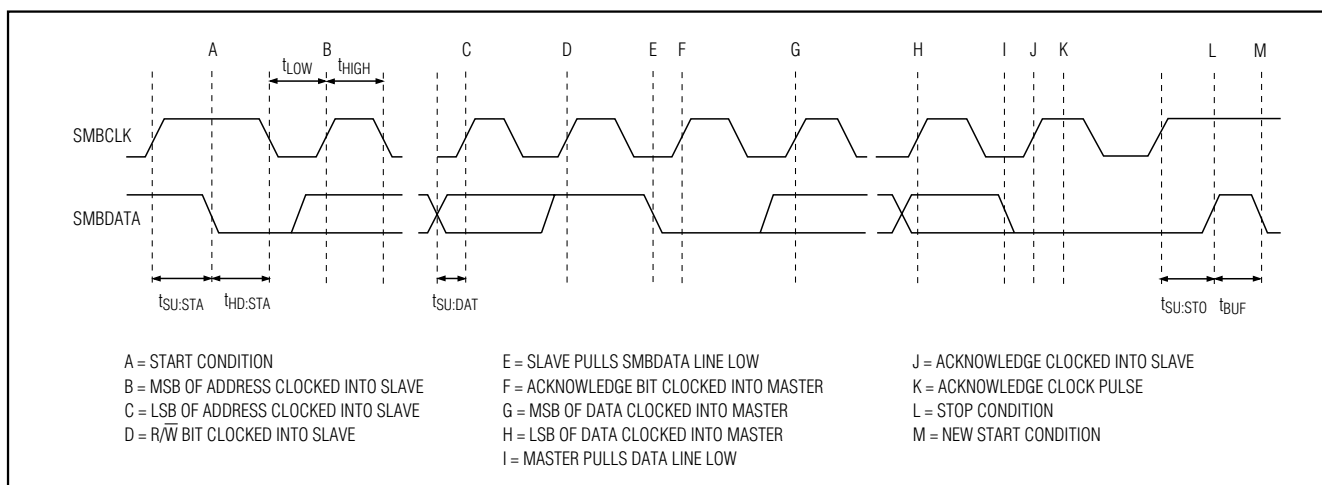 A B C D E F G H I J K L M
tLOW tHIGH
SMBCLK
SMBDATA
tSU:STA tHD:STA tSU:DAT tSU:STO tBUF
A = START CONDITION
B = MSB OF ADDRESS CLOCKED INTO SLAVE
C = LSB OF ADDRESS CLOCKED INTO SLAVE
D = R/W̅ BIT CLOCKED INTO SLAVE
E = SLAVE PULLS SMBDATA LINE LOW
F = ACKNOWLEDGE BIT CLOCKED INTO MASTER
G = MSB OF DATA CLOCKED INTO MASTER
H = LSB OF DATA CLOCKED INTO MASTER
I = MASTER PULLS DATA LINE LOW
J = ACKNOWLEDGE CLOCKED INTO SLAVE
K = ACKNOWLEDGE CLOCK PULSE
L = STOP CONDITION
M = NEW START CONDITION